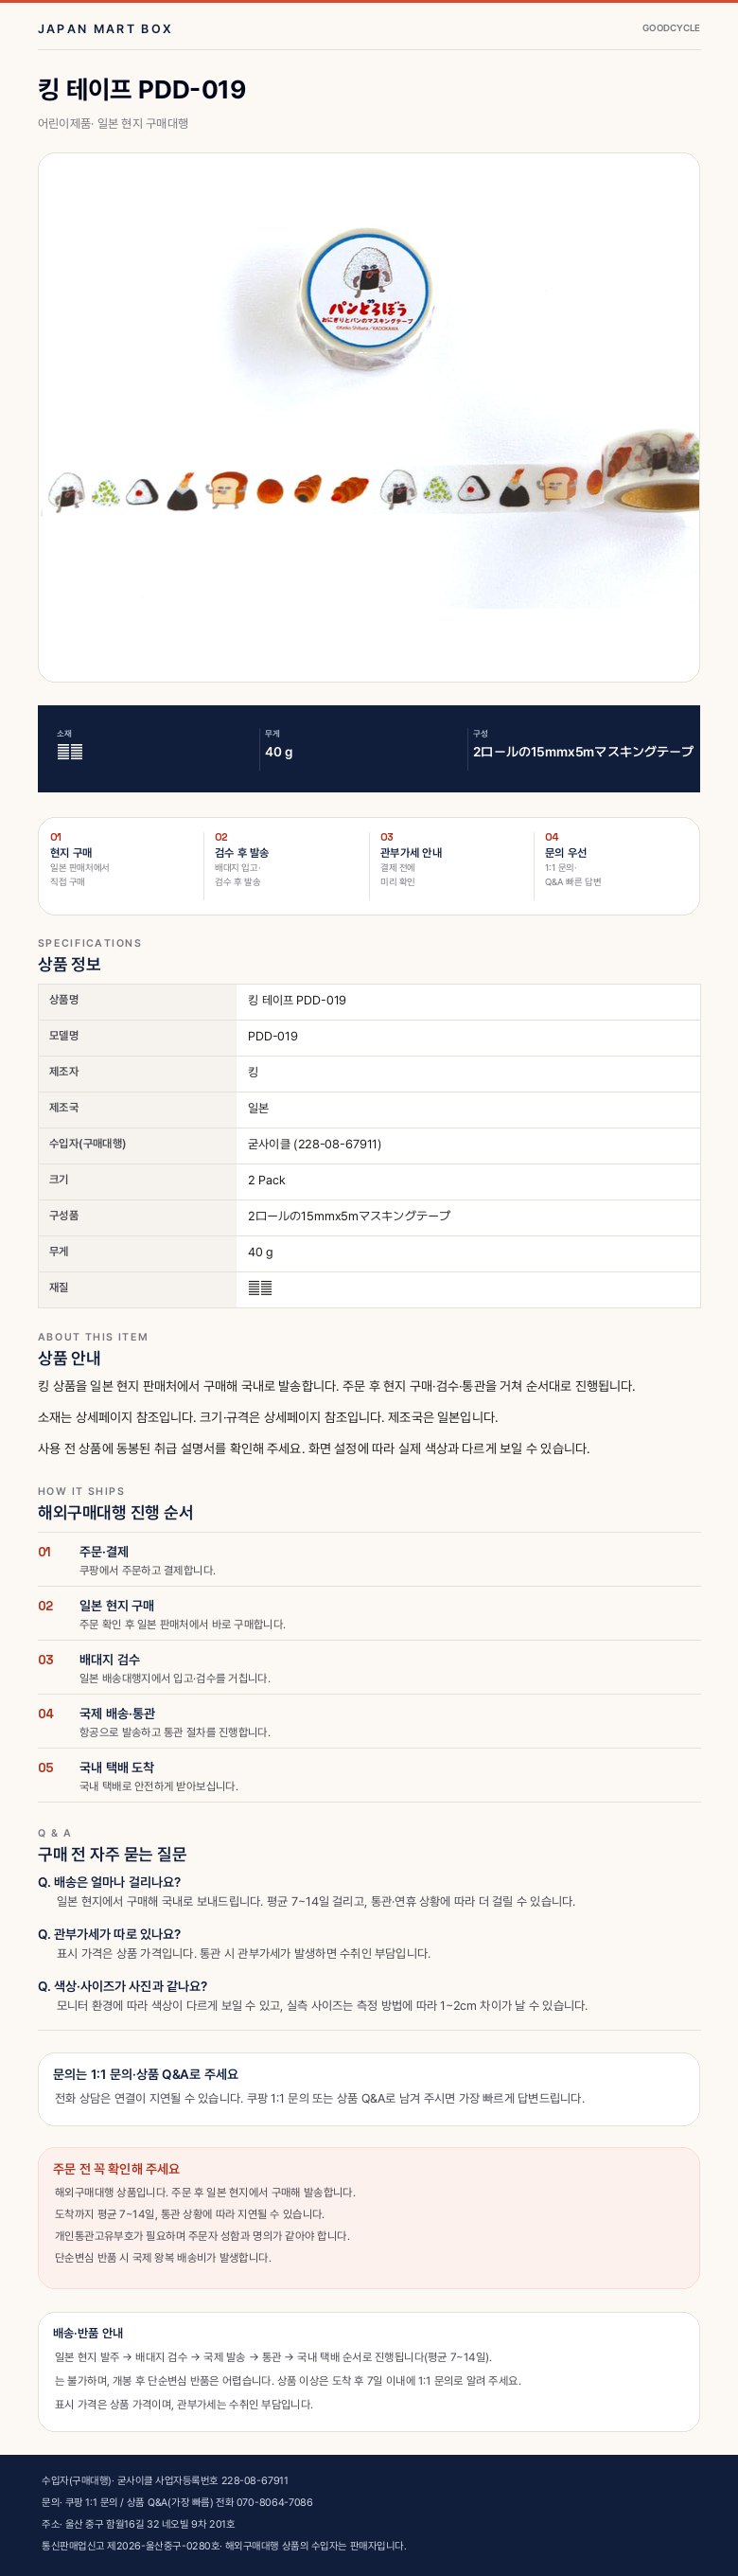 JAPAN MART BOX
GOODCYCLE
킹 테이프 PDD-019
어린이제품· 일본 현지 구매대행
パンどろぼう
おにぎりとパンのマスキングテープ
©Keiko Shibata / KADOKAWA
소재
무게
구성
40 g
2ロールの15mmx5mマスキングテープ
01
현지 구매
일본 판매처에서
직접 구매
02
검수 후 발송
배대지 입고·
검수 후 발송
03
관부가세 안내
결제 전에
미리 확인
04
문의 우선
1:1 문의·
Q&A 빠른 답변
SPECIFICATIONS
상품 정보
상품명 킹 테이프 PDD-019
모델명 PDD-019
제조자 킹
제조국 일본
수입자(구매대행) 굳사이클 (228-08-67911)
크기 2 Pack
구성품 2ロールの15mmx5mマスキングテープ
무게 40 g
재질
ABOUT THIS ITEM
상품 안내
킹 상품을 일본 현지 판매처에서 구매해 국내로 발송합니다. 주문 후 현지 구매·검수·통관을 거쳐 순서대로 진행됩니다.
소재는 상세페이지 참조입니다. 크기·규격은 상세페이지 참조입니다. 제조국은 일본입니다.
사용 전 상품에 동봉된 취급 설명서를 확인해 주세요. 화면 설정에 따라 실제 색상과 다르게 보일 수 있습니다.
HOW IT SHIPS
해외구매대행 진행 순서
01 주문·결제
쿠팡에서 주문하고 결제합니다.
02 일본 현지 구매
주문 확인 후 일본 판매처에서 바로 구매합니다.
03 배대지 검수
일본 배송대행지에서 입고·검수를 거칩니다.
04 국제 배송·통관
항공으로 발송하고 통관 절차를 진행합니다.
05 국내 택배 도착
국내 택배로 안전하게 받아보십니다.
Q & A
구매 전 자주 묻는 질문
Q. 배송은 얼마나 걸리나요?
일본 현지에서 구매해 국내로 보내드립니다. 평균 7~14일 걸리고, 통관·연휴 상황에 따라 더 걸릴 수 있습니다.
Q. 관부가세가 따로 있나요?
표시 가격은 상품 가격입니다. 통관 시 관부가세가 발생하면 수취인 부담입니다.
Q. 색상·사이즈가 사진과 같나요?
모니터 환경에 따라 색상이 다르게 보일 수 있고, 실측 사이즈는 측정 방법에 따라 1~2cm 차이가 날 수 있습니다.
문의는 1:1 문의·상품 Q&A로 주세요
전화 상담은 연결이 지연될 수 있습니다. 쿠팡 1:1 문의 또는 상품 Q&A로 남겨 주시면 가장 빠르게 답변드립니다.
주문 전 꼭 확인해 주세요
해외구매대행 상품입니다. 주문 후 일본 현지에서 구매해 발송합니다.
도착까지 평균 7~14일, 통관 상황에 따라 지연될 수 있습니다.
개인통관고유부호가 필요하며 주문자 성함과 명의가 같아야 합니다.
단순변심 반품 시 국제 왕복 배송비가 발생합니다.
배송·반품 안내
일본 현지 발주 → 배대지 검수 → 국제 발송 → 통관 → 국내 택배 순서로 진행됩니다(평균 7~14일).
는 불가하며, 개봉 후 단순변심 반품은 어렵습니다. 상품 이상은 도착 후 7일 이내에 1:1 문의로 알려 주세요.
표시 가격은 상품 가격이며, 관부가세는 수취인 부담입니다.
수입자(구매대행)· 굳사이클 사업자등록번호 228-08-67911
문의· 쿠팡 1:1 문의 / 상품 Q&A(가장 빠름) 전화 070-8064-7086
주소· 울산 중구 함월16길 32 네오빌 9차 201호
통신판매업신고 제2026-울산중구-0280호· 해외구매대행 상품의 수입자는 판매자입니다.